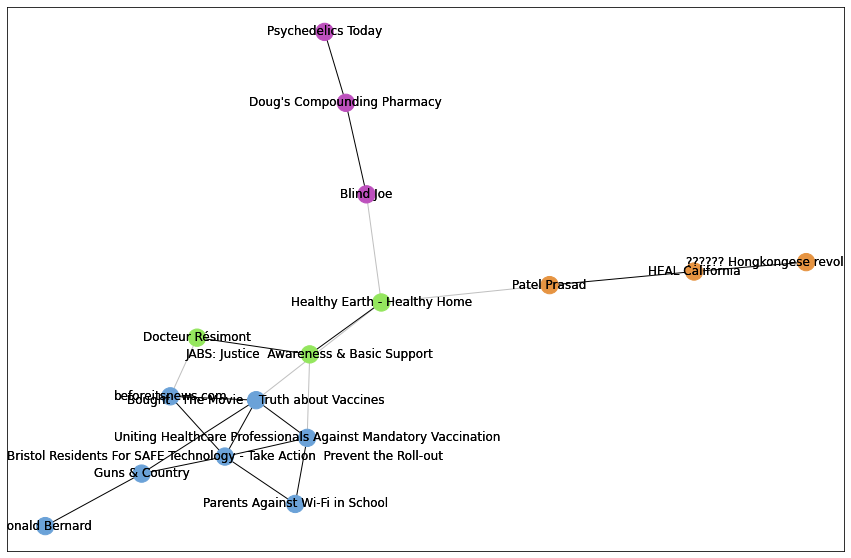 Psychedelics Today
Doug's Compounding Pharmacy
Blind Joe
?????? Hongkongese revol
HEAL California
Patel Prasad
Healthy Earth - Healthy Home
Docteur Résimont
JABS: Justice Awareness & Basic Support
beforeitsnews.com
Bought The Movie Truth about Vaccines
Uniting Healthcare Professionals Against Mandatory Vaccination
Bristol Residents For SAFE Technology - Take Action Prevent the Roll-out
Guns & Country
Parents Against Wi-Fi in School
onald Bernard